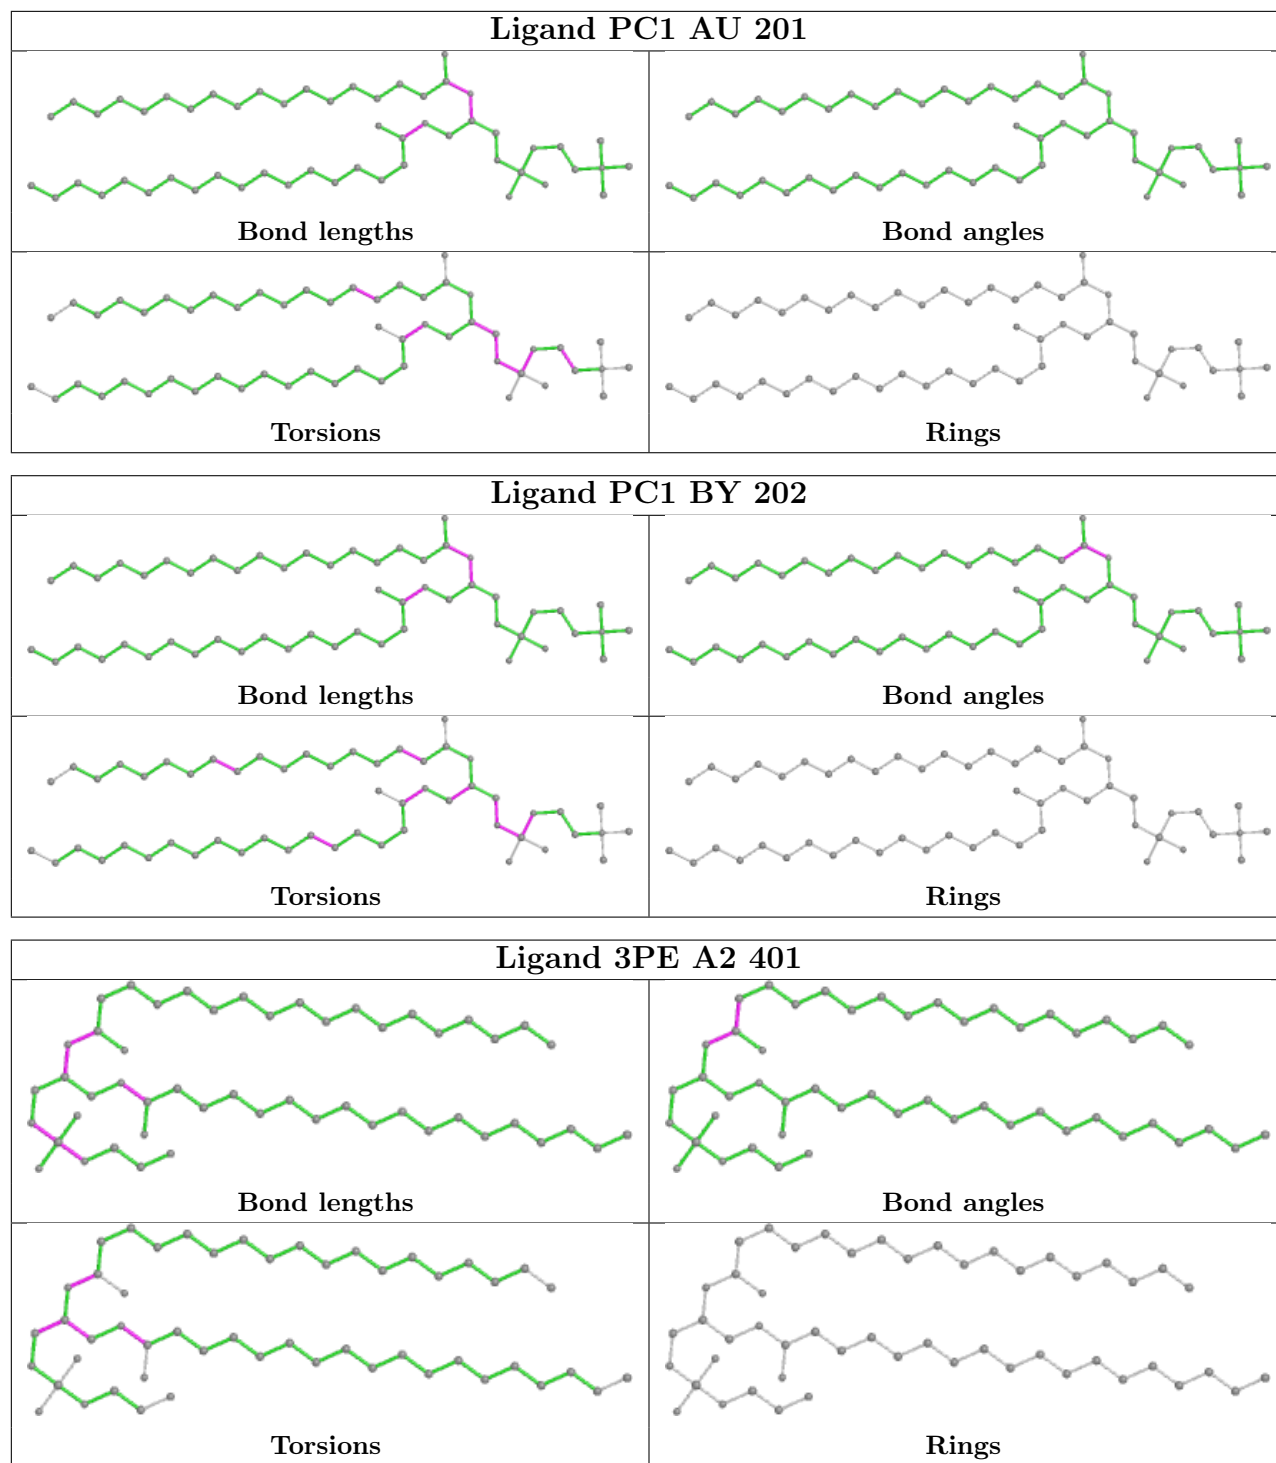 Ligand PC1 AU 201
Bond lengths
Bond angles
Torsions
Rings
Ligand PC1 BY 202
Bond lengths
Bond angles
Torsions
Rings
Ligand 3PE A2 401
Bond lengths
Bond angles
Torsions
Rings